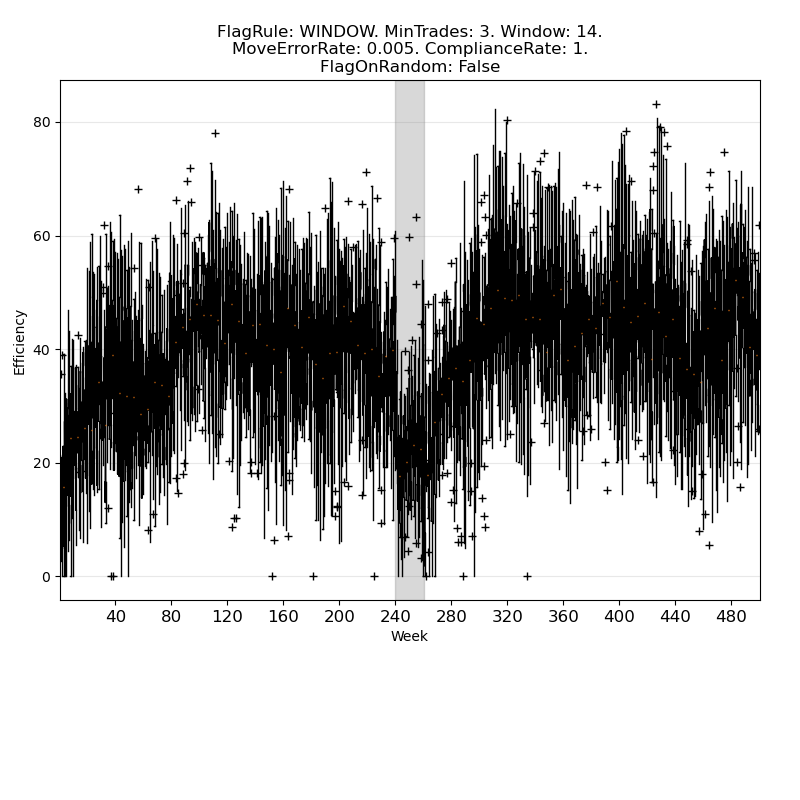 FlagRule: WINDOW. MinTrades: 3. Window: 14.
MoveErrorRate: 0.005. ComplianceRate: 1.
FlagOnRandom: False
80
60
40
20
0
Efficiency
40 80 120 160 200 240 280 320 360 400 440 480
Week